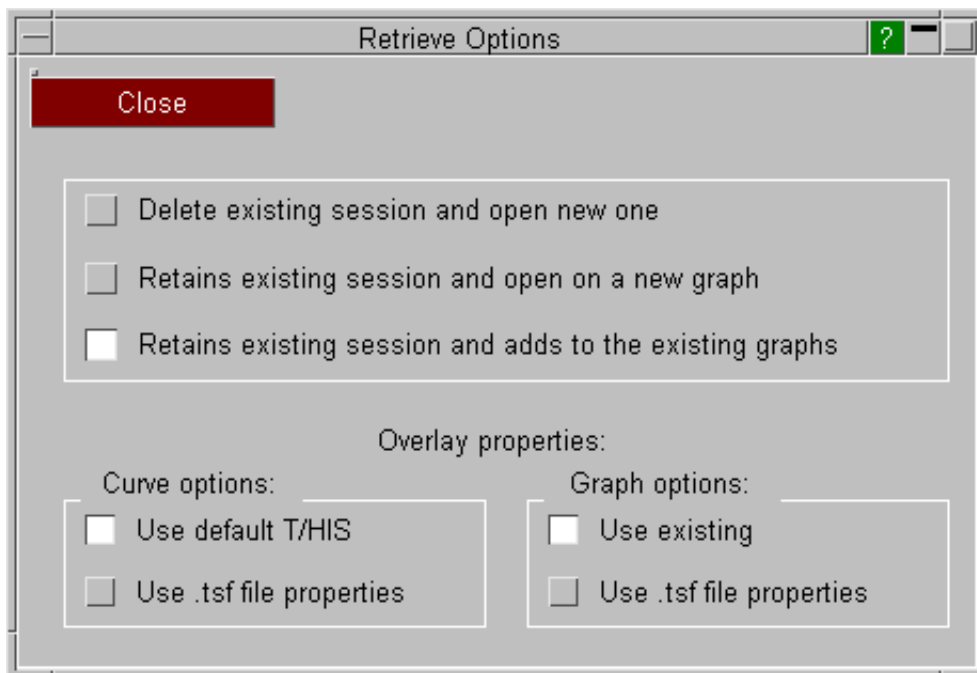 Retrieve Options
?
Close
Delete existing session and open new one
Retains existing session and open on a new graph
Retains existing session and adds to the existing graphs
Overlay properties:
Curve options:
Use default T/HIS
Use .tsf file properties
Graph options:
Use existing
Use .tsf file properties